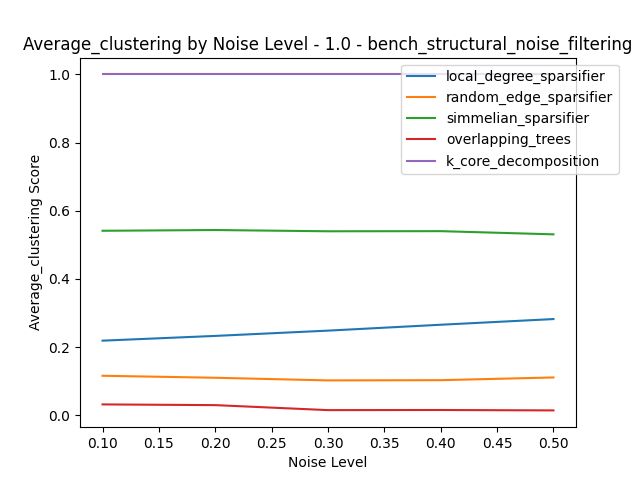 Average_clustering by Noise Level - 1.0 - bench_structural_noise_filtering
local_degree_sparsifier
random_edge_sparsifier
simmelian_sparsifier
overlapping_trees
k_core_decomposition
Average_clustering Score
1.0
0.8
0.6
0.4
0.2
0.0
0.10 0.15 0.20 0.25 0.30 0.35 0.40 0.45 0.50
Noise Level